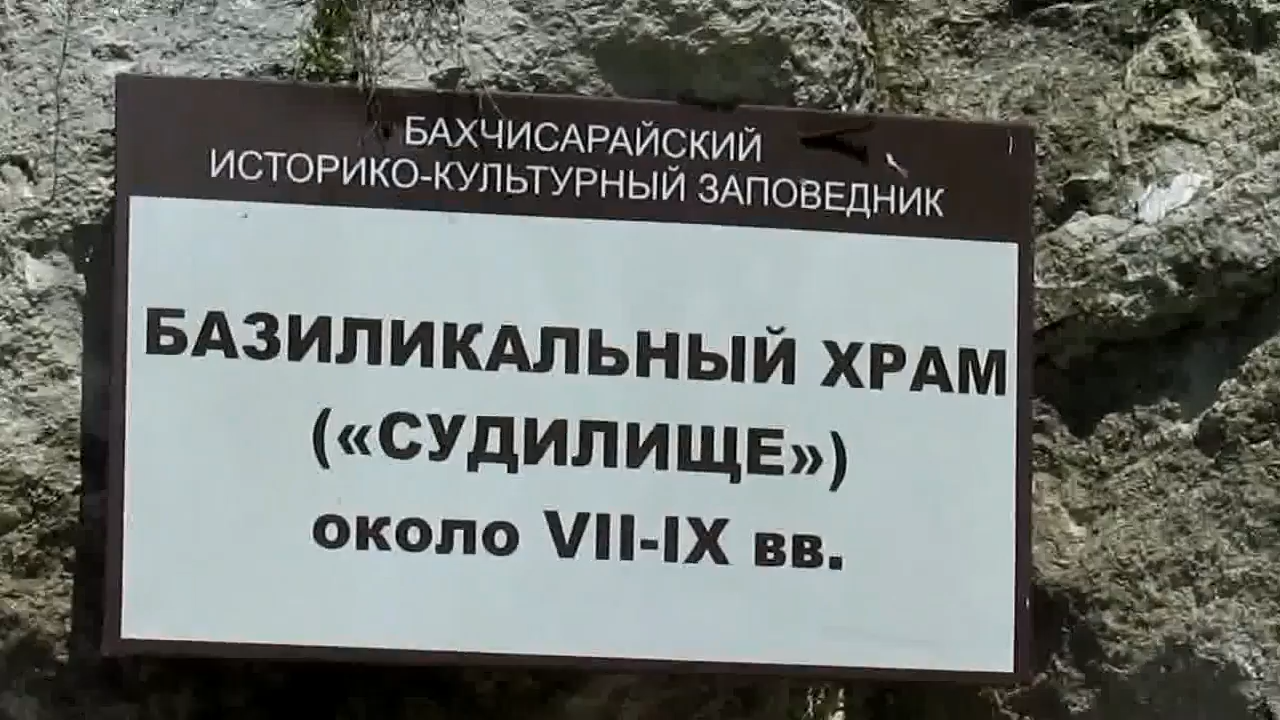 БАХЧИСАРАЙСКИЙ
ИСТОРИКО-КУЛЬТУРНЫЙ ЗАПОВЕДНИК
БАЗИЛИКАЛЬНЫЙ ХРАМ
(«СУДИЛИЩЕ»)
около VII-IX вв.